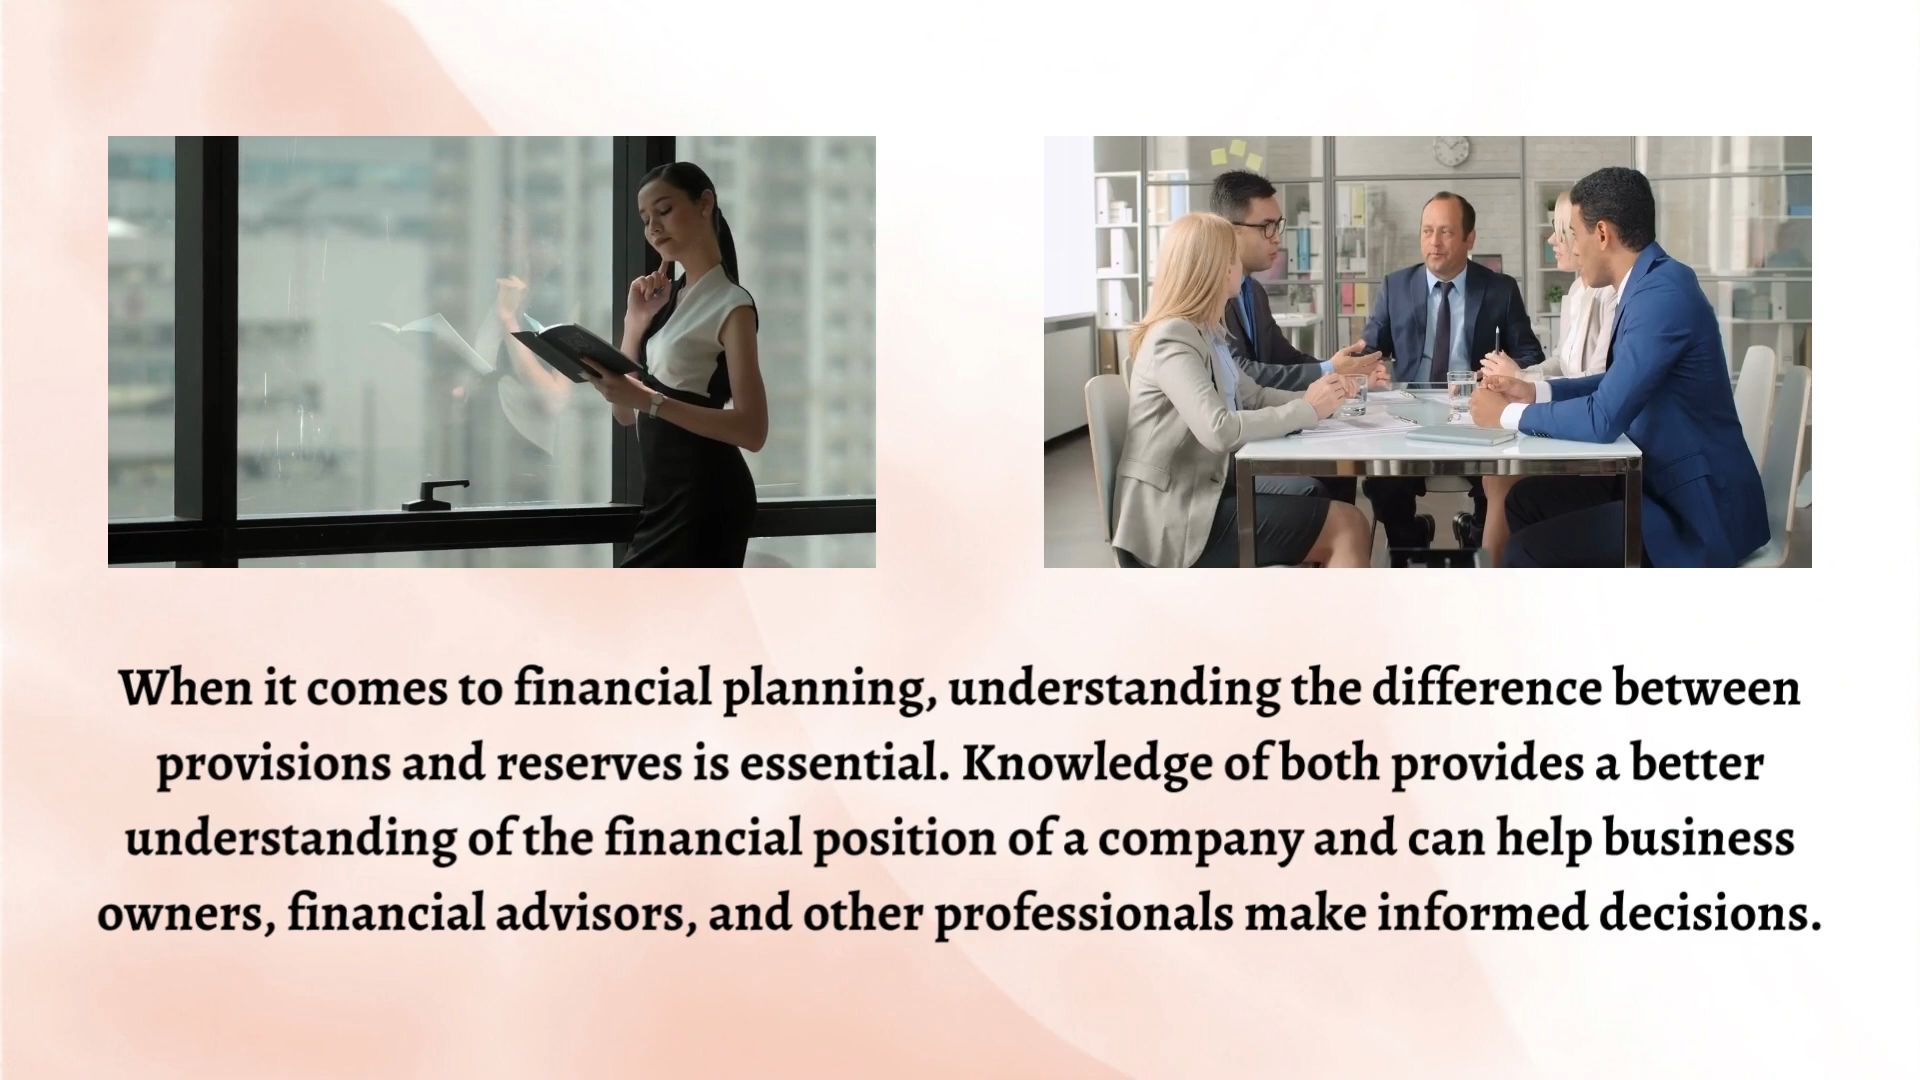 When it comes to financial planning, understanding the difference between
provisions and reserves is essential. Knowledge of both provides a better
understanding of the financial position of a company and can help business
owners, financial advisors, and other professionals make informed decisions.